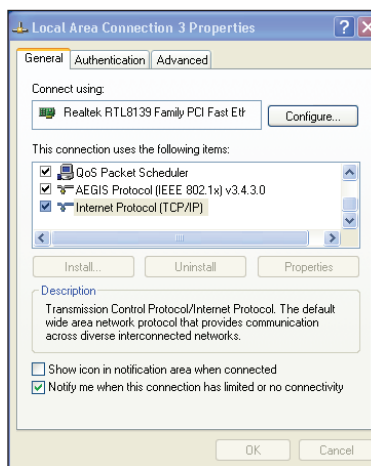 Local Area Connection 3 Properties
General Authentication Advanced
Connect using:
Realtek RTL8139 Family PCI Fast Eth
Configure...
This connection uses the following items:
QoS Packet Scheduler
AEGIS Protocol (IEEE 802.1x) v3.4.3.0
Internet Protocol (TCP/IP)
Install... Uninstall Properties
Description
Transmission Control Protocol/Internet Protocol. The default
wide area network protocol that provides communication
across diverse interconnected networks.
Show icon in notification area when connected
Notify me when this connection has limited or no connectivity
OK Cancel